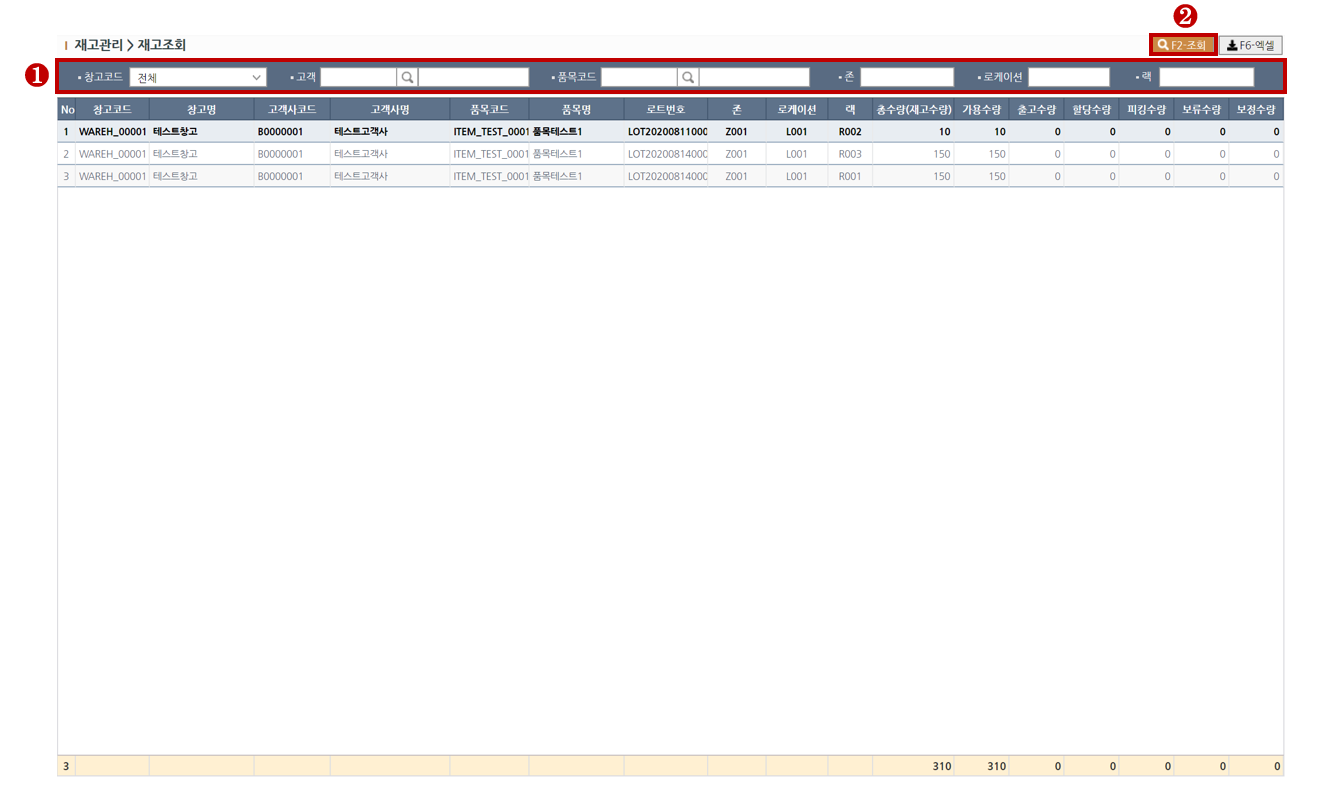 ❷
재고관리 > 재고조회
F2-조회 F6-엑셀
❶
▪ 창고코드 전체 ▪ 고객 ▪ 품목코드 ▪ 존 ▪ 로케이션 ▪ 랙
No 창고코드 창고명 고객사코드 고객사명 품목코드 품목명 로트번호 존 로케이션 랙 총수량(재고수량) 가용수량 출고수량 할당수량 피킹수량 보류수량 보정수량
1 WAREH_00001 테스트창고 B0000001 테스트고객사 ITEM_TEST_0001 품목테스트1 LOT20200811000 Z001 L001 R002 10 10 0 0 0 0 0
2 WAREH_00001 테스트창고 B0000001 테스트고객사 ITEM_TEST_0001 품목테스트1 LOT20200814000 Z001 L001 R003 150 150 0 0 0 0 0
3 WAREH_00001 테스트창고 B0000001 테스트고객사 ITEM_TEST_0001 품목테스트1 LOT20200814000 Z001 L001 R001 150 150 0 0 0 0 0
3 310 310 0 0 0 0 0